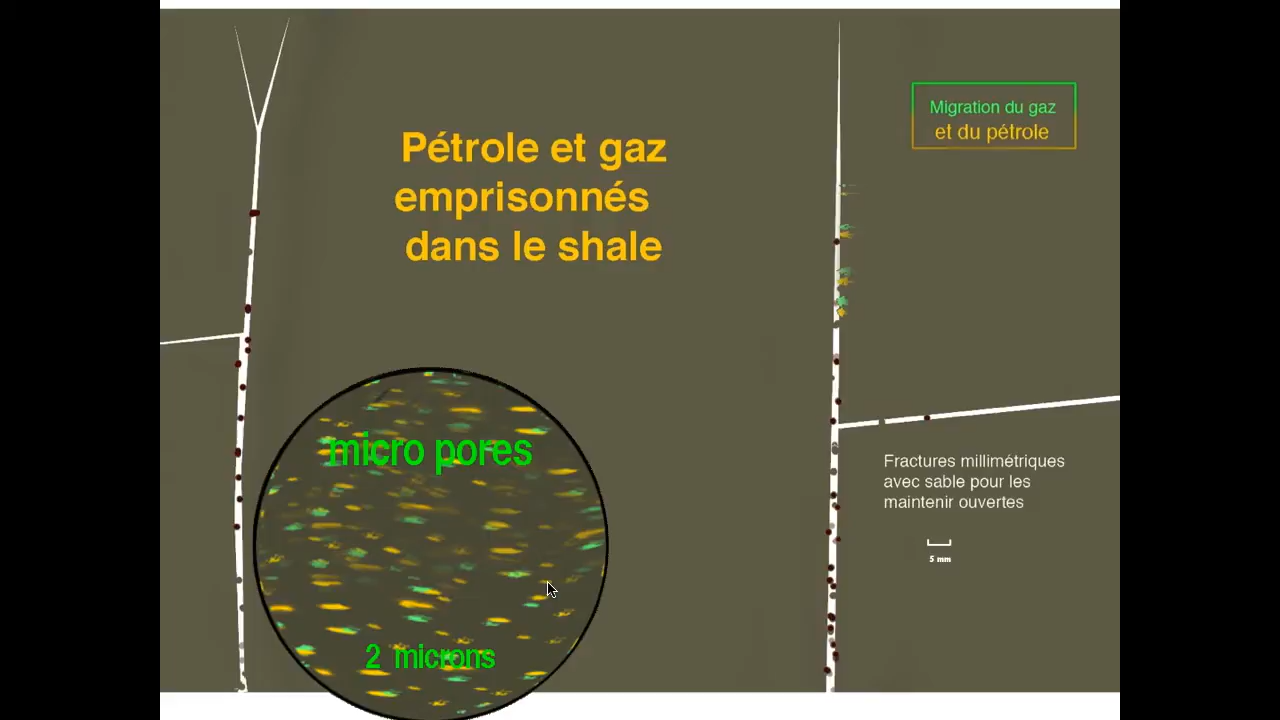 Migration du gaz
et du pétrole
Pétrole et gaz
emprisonnés
dans le shale
micro pores
2 microns
Fractures millimétriques
avec sable pour les
maintenir ouvertes
5 mm